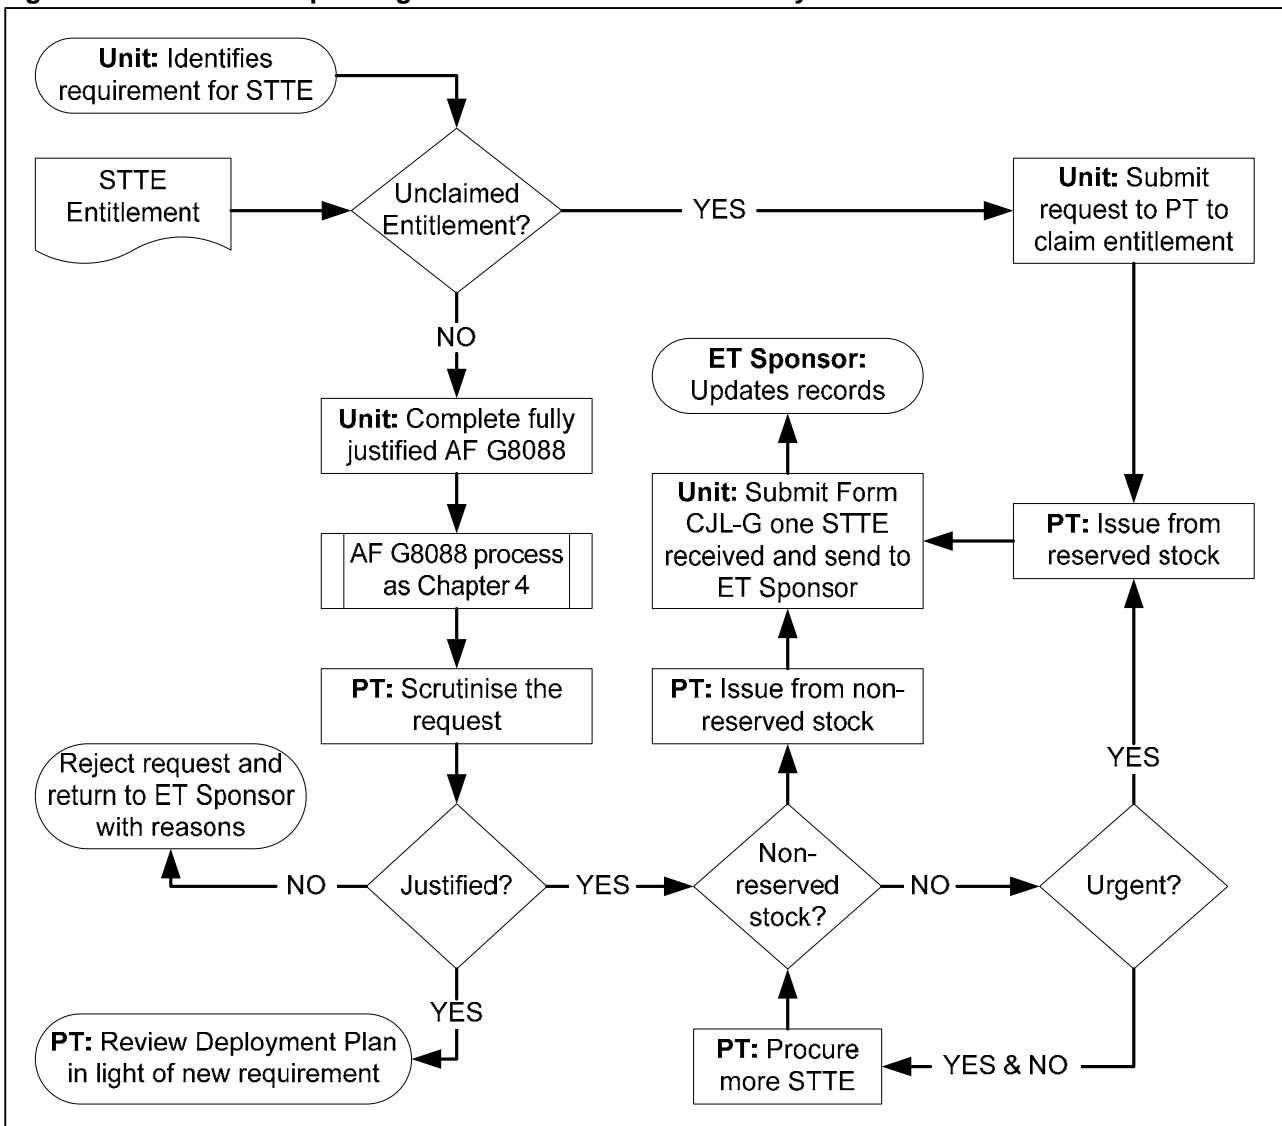 Unit: Identifies
requirement for STTE
STTE
Entitlement
Unclaimed
Entitlement?
YES
Unit: Submit
request to PT to
claim entitlement
NO
ET Sponsor:
Updates records
Unit: Complete fully
justified AF G8088
Unit: Submit Form
CJL-G one STTE
received and send to
ET Sponsor
PT: Issue from
reserved stock
AF G8088 process
as Chapter 4
PT: Scrutinise the
request
PT: Issue from non-
reserved stock
YES
Reject request and
return to ET Sponsor
with reasons
NO
Justified?
YES
Non-
reserved
stock?
NO
Urgent?
YES
PT: Review Deployment Plan
in light of new requirement
PT: Procure
more STTE
YES & NO